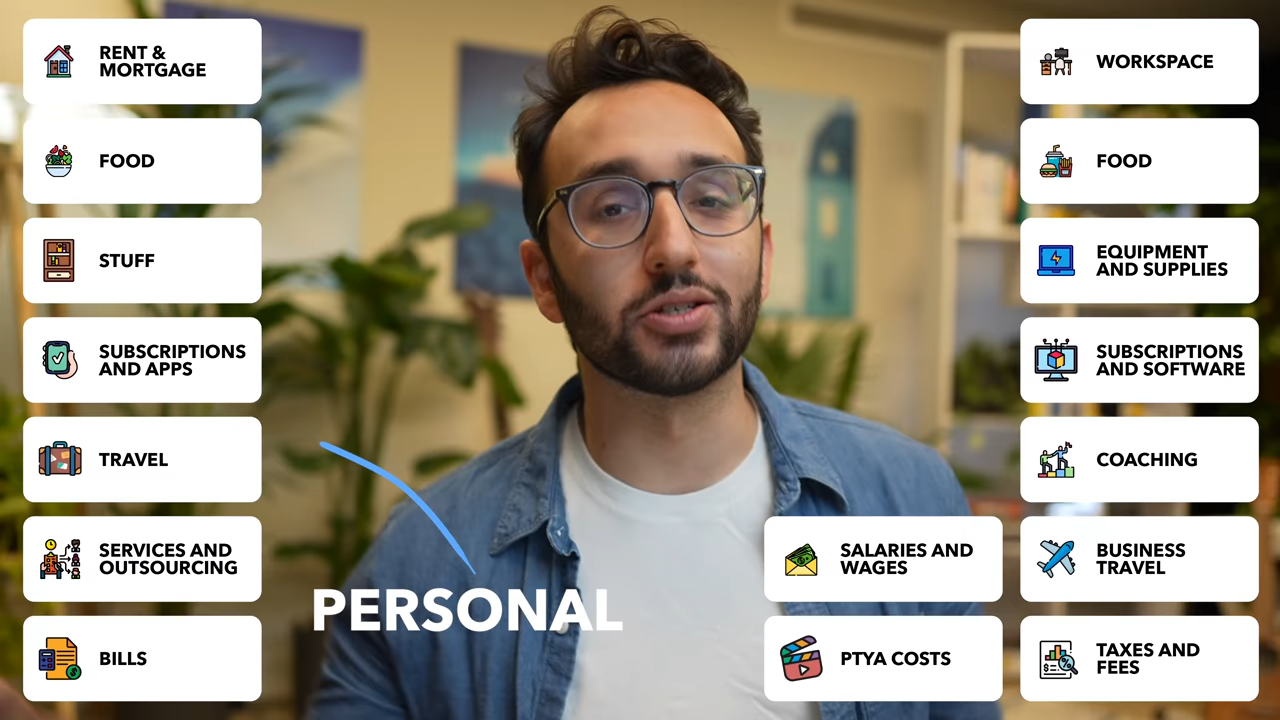 RENT &
MORTGAGE
FOOD
STUFF
SUBSCRIPTIONS
AND APPS
TRAVEL
SERVICES AND
OUTSOURCING
BILLS
PERSONAL
SALARIES AND
WAGES
PTYA COSTS
WORKSPACE
FOOD
EQUIPMENT
AND SUPPLIES
SUBSCRIPTIONS
AND SOFTWARE
COACHING
BUSINESS
TRAVEL
TAXES AND
FEES